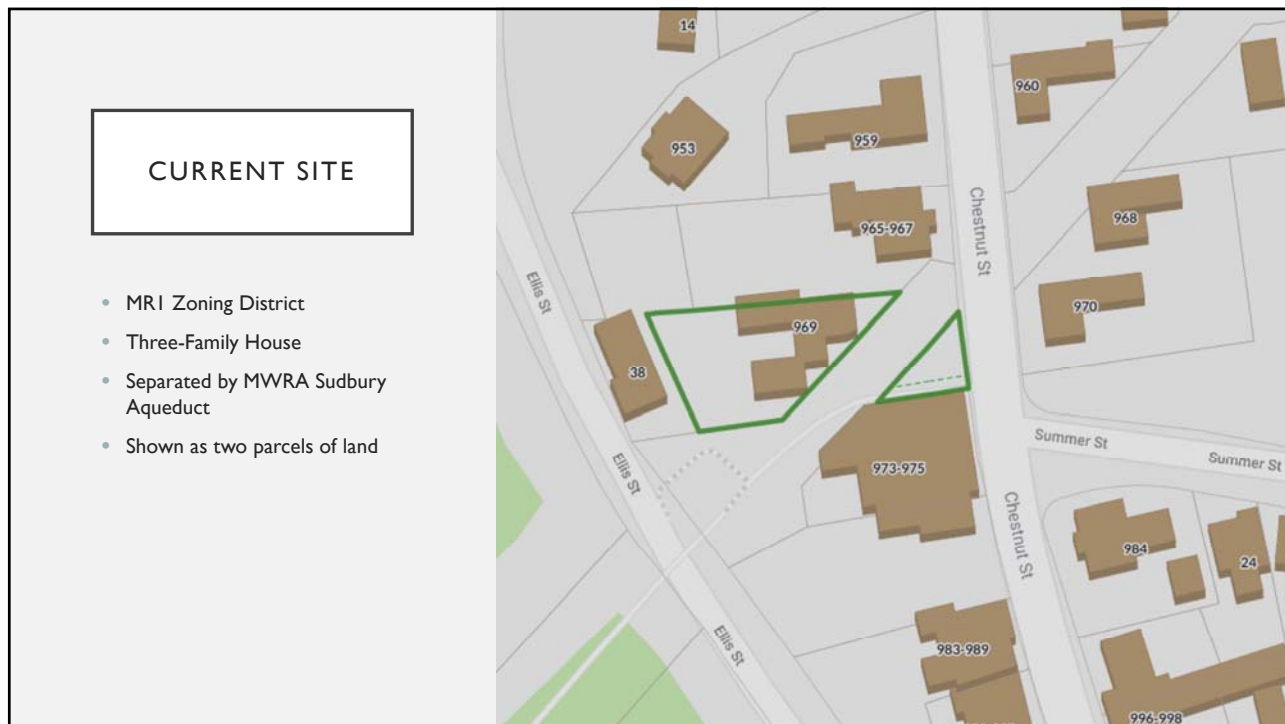 CURRENT SITE
• MR1 Zoning District
• Three-Family House
• Separated by MWRA Sudbury
Aqueduct
• Shown as two parcels of land
14
960
953
959
965-967
Chestnut St
968
Ellis St
969
970
38
Summer St
Summer St
Ellis St
973-975
Chestnut St
984
24
Ellis St
983-989
996-998